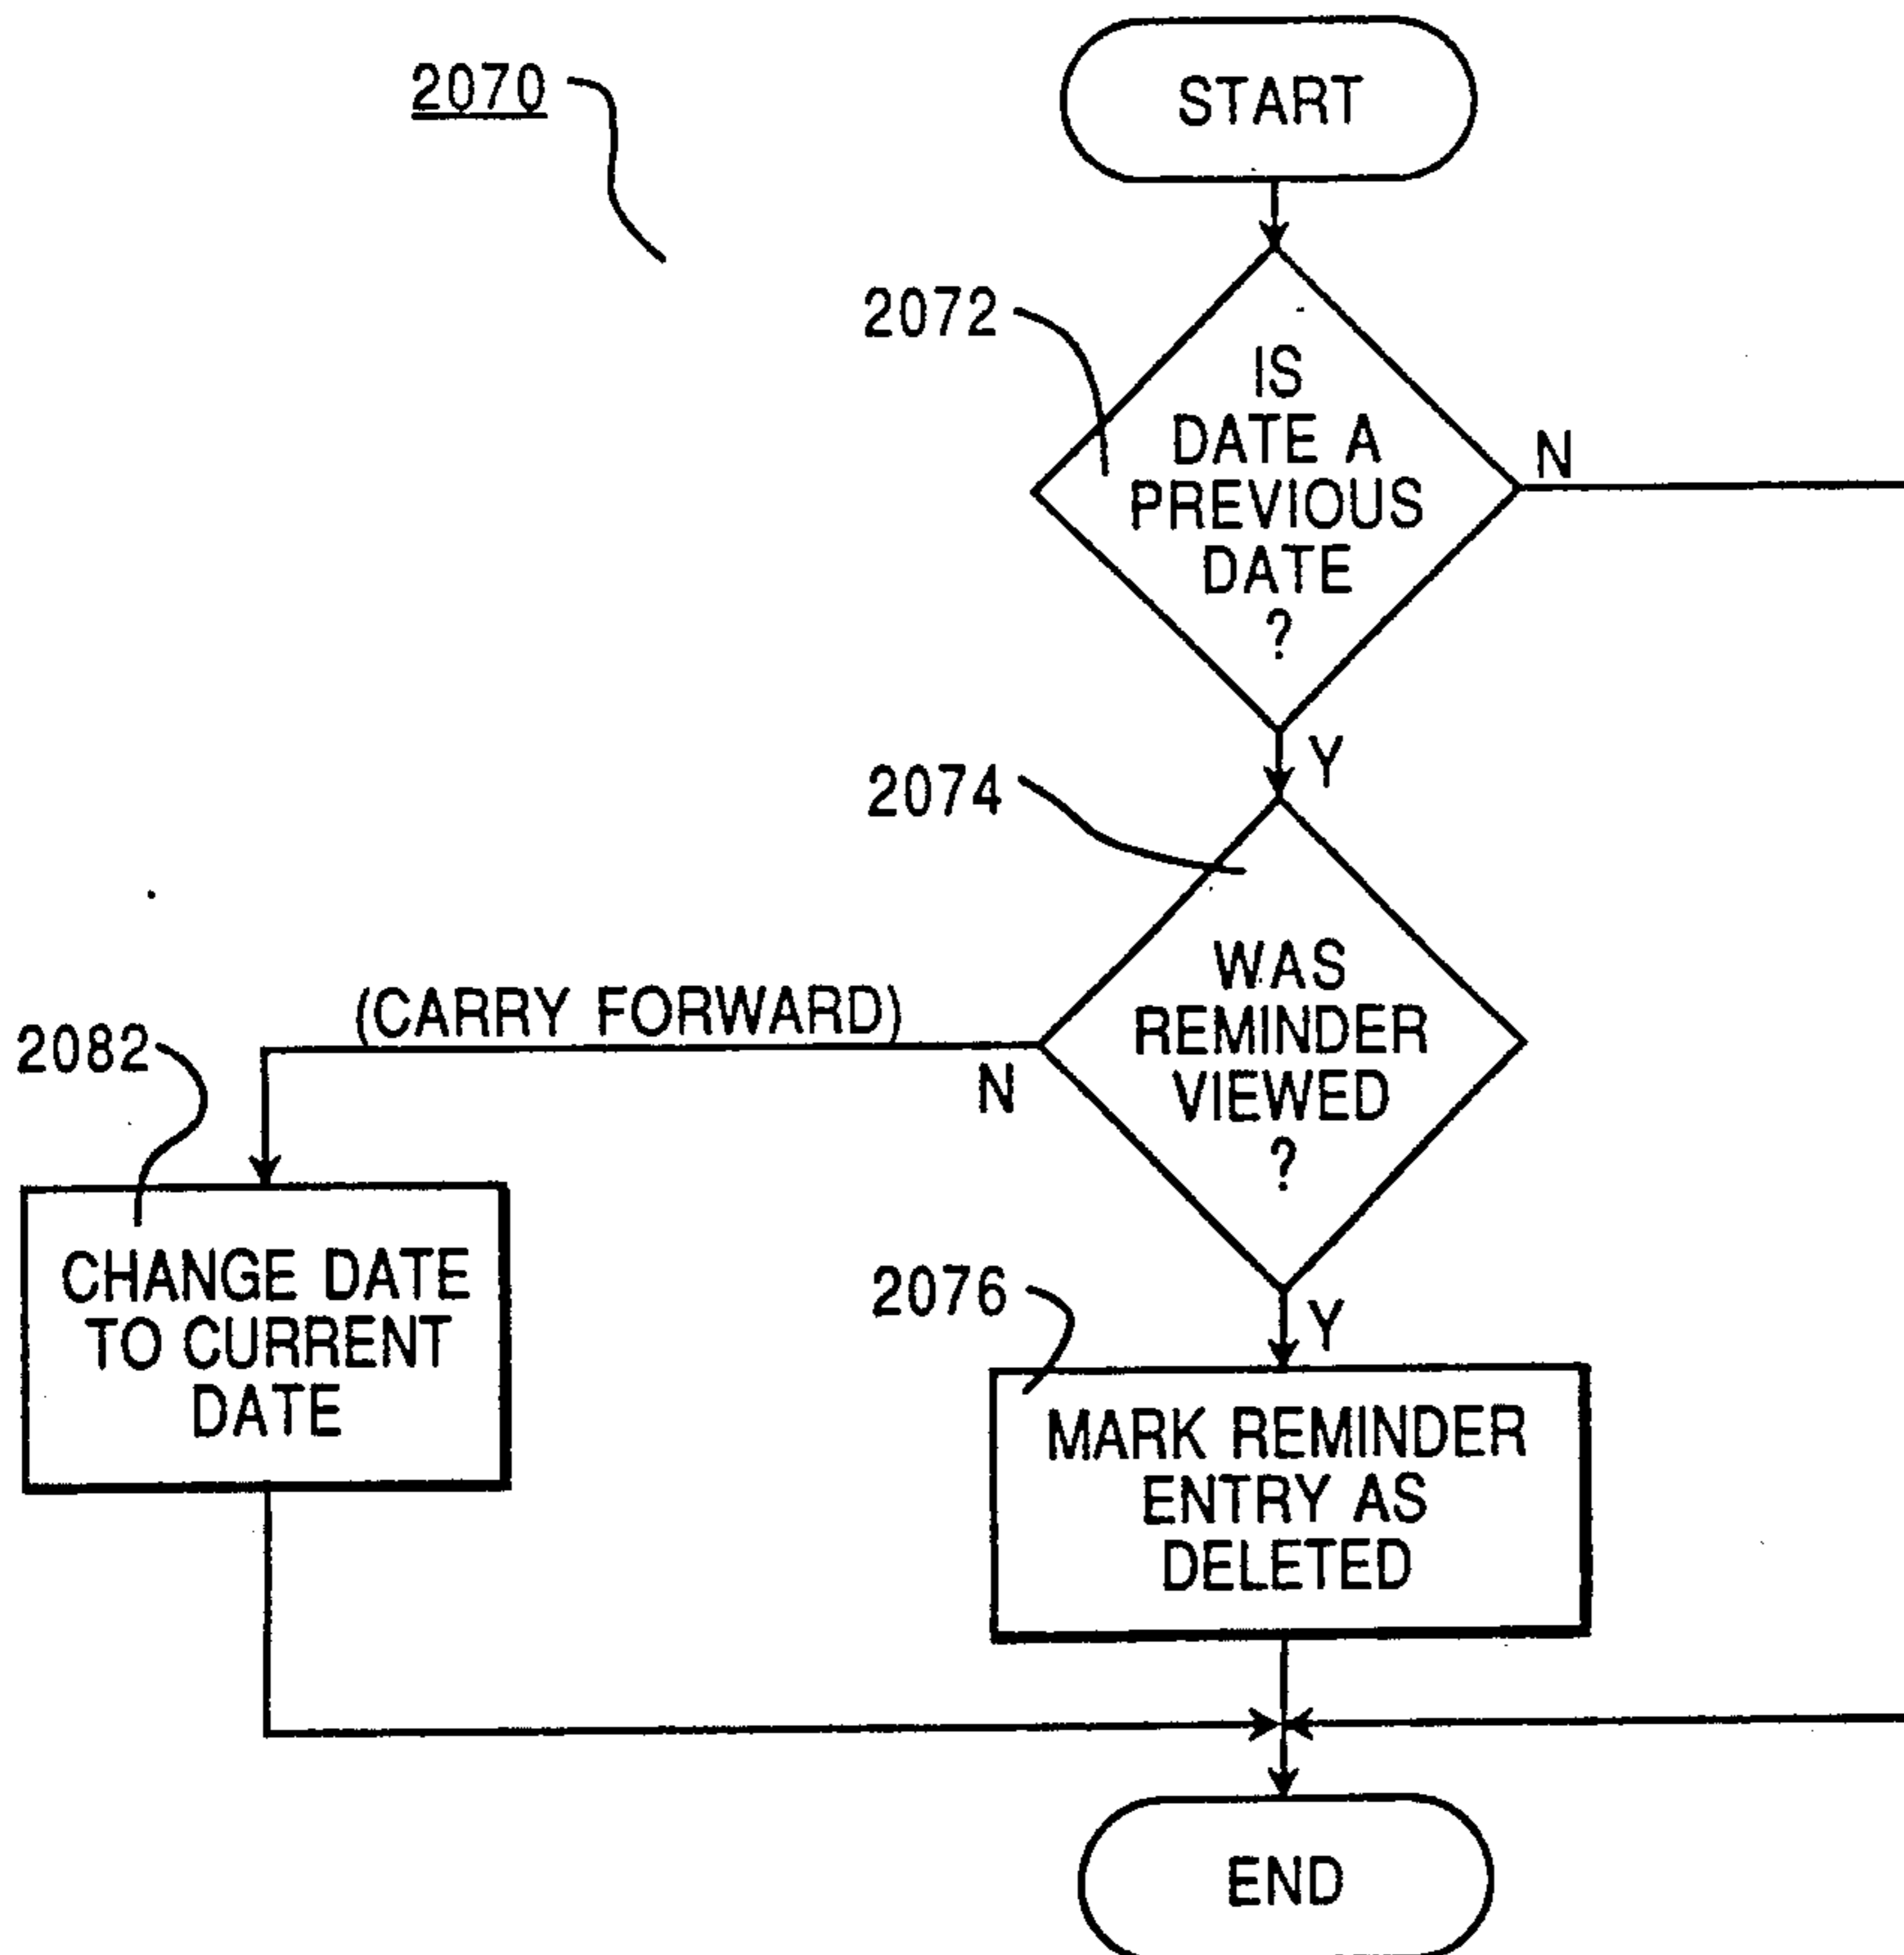 2070
START
2072
IS
DATE A
PREVIOUS
DATE
?
N
Y
2074
WAS
REMINDER
VIEWED
?
(CARRY FORWARD)
N
2082
CHANGE DATE
TO CURRENT
DATE
Y
2076
MARK REMINDER
ENTRY AS
DELETED
END